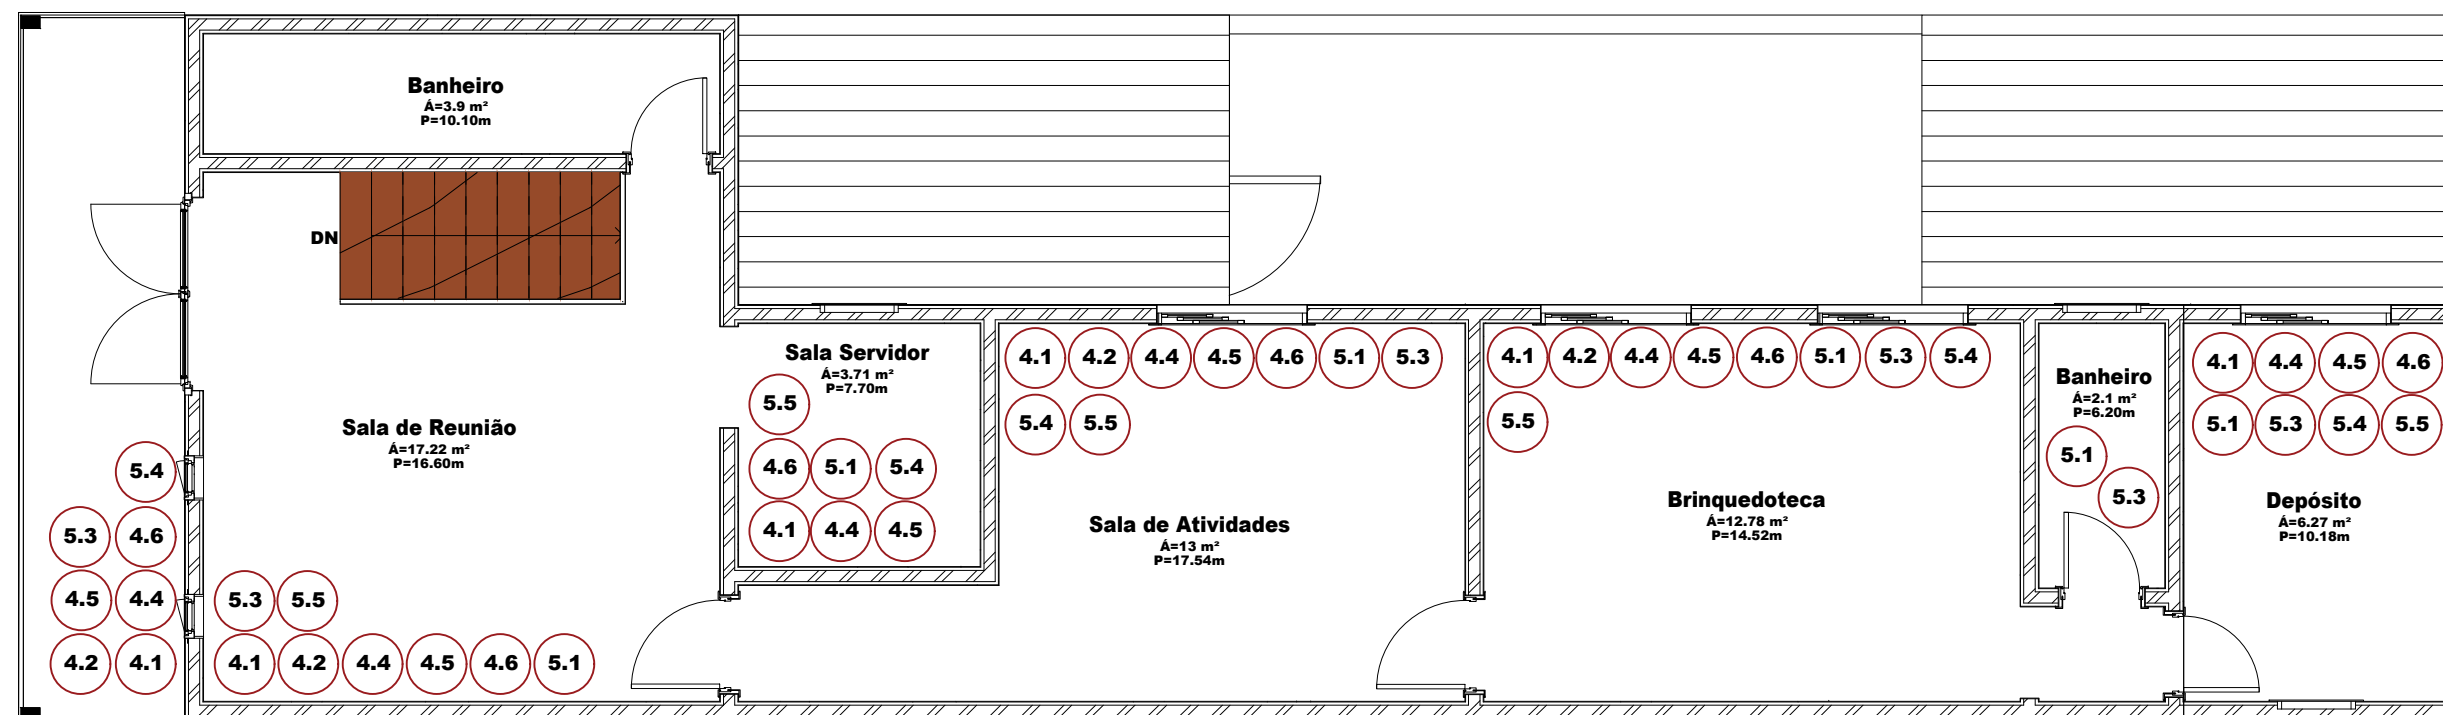 Banheiro
Á=3.9 m²
P=10.10m
DN
Sala de Reunião
Á=17.22 m²
P=16.60m
5.4
5.3 4.6
4.5 4.4
4.2 4.1
5.3 5.5
4.1 4.2 4.4 4.5 4.6 5.1
Sala Servidor
Á=3.71 m²
P=7.70m
5.5
4.6 5.1 5.4
4.1 4.4 4.5
4.1 4.2 4.4 4.5 4.6 5.1 5.3
5.4 5.5
Sala de Atividades
Á=13 m²
P=17.54m
4.1 4.2 4.4 4.5 4.6 5.1 5.3 5.4
5.5
Brinquedoteca
Á=12.78 m²
P=14.52m
Banheiro
Á=2.1 m²
P=6.20m
5.1
5.3
4.1 4.4 4.5 4.6
5.1 5.3 5.4 5.5
Depósito
Á=6.27 m²
P=10.18m